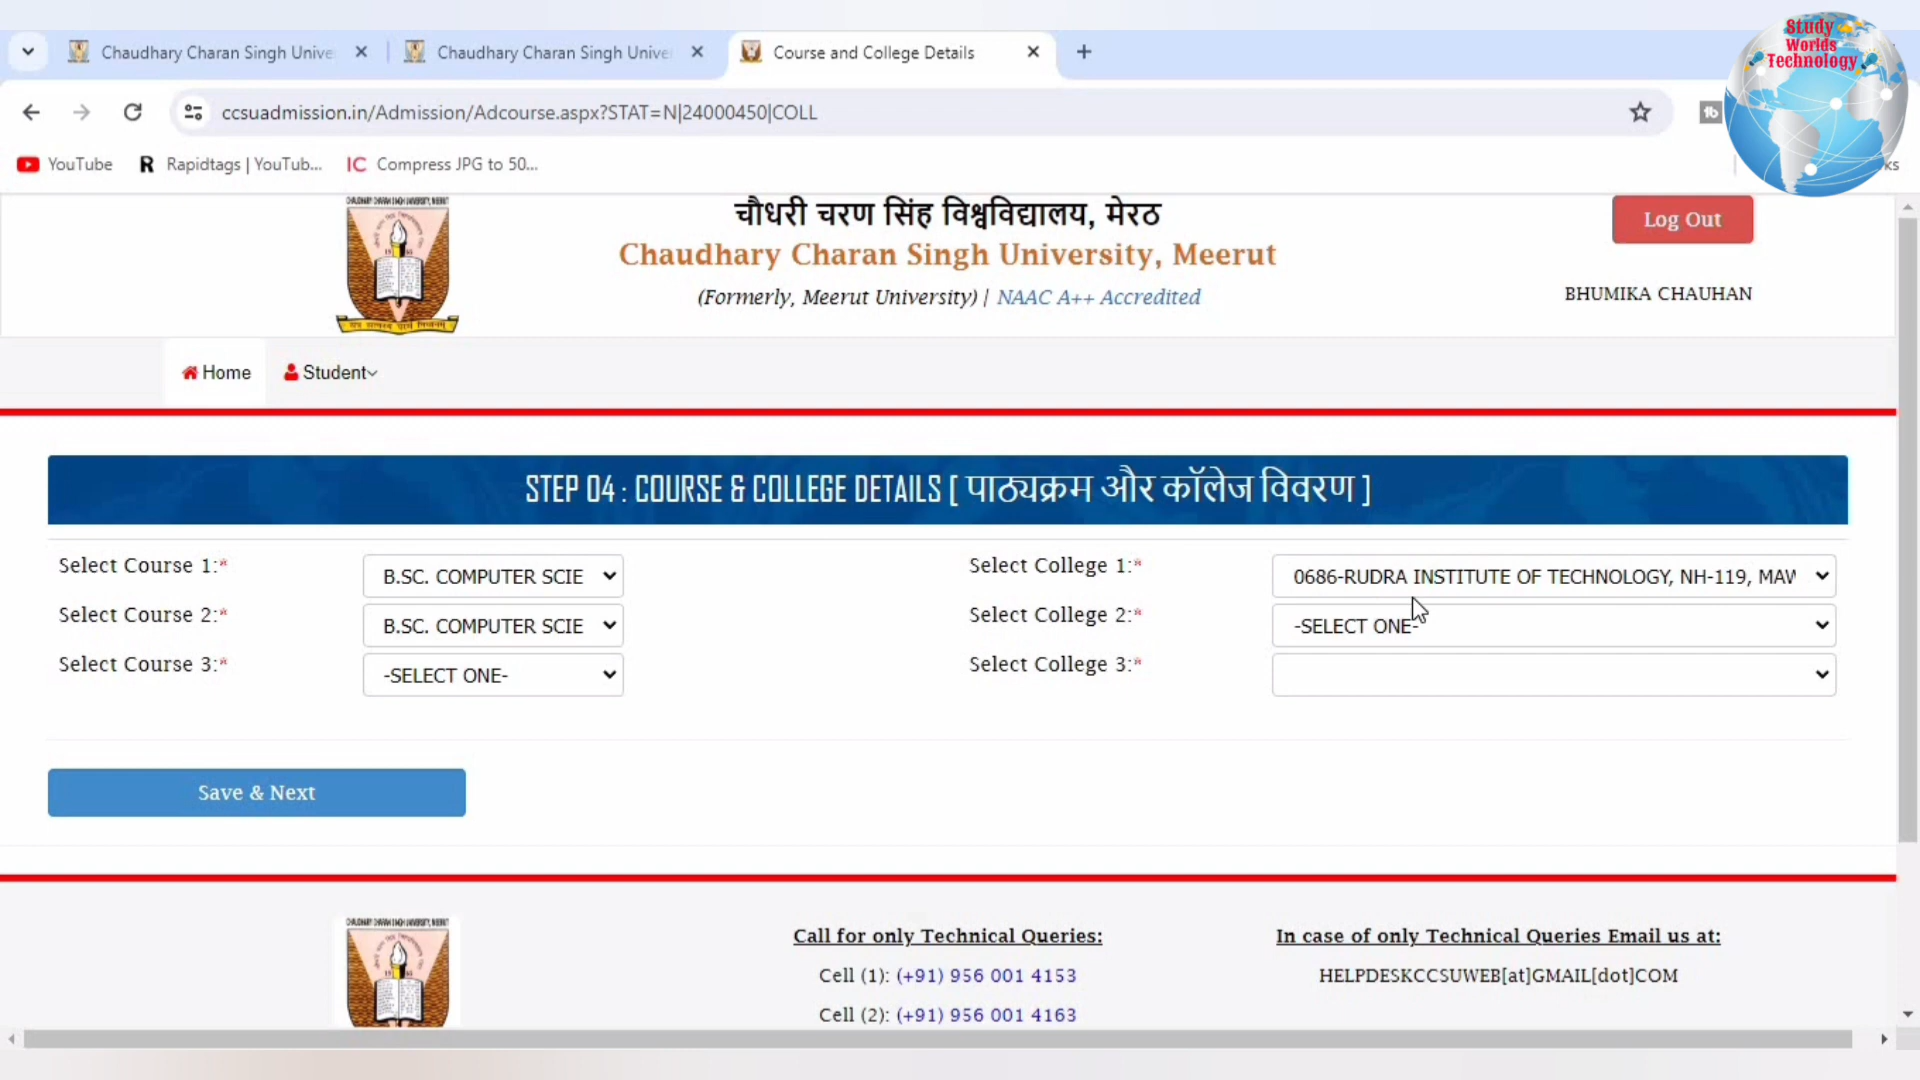 Study
Worlds
Technology
Chaudhary Charan Singh Unive
Chaudhary Charan Singh Unive
Course and College Details
ccsuadmission.in/Admission/Adcourse.aspx?STAT=N|24000450|COLL
YouTube
Rapidtags | YouTub...
IC Compress JPG to 50...
चौधरी चरण सिंह विश्वविद्यालय, मेरठ
Chaudhary Charan Singh University, Meerut
(Formerly, Meerut University) | NAAC A++ Accredited
Log Out
BHUMIKA CHAUHAN
Home
Student
STEP 04 : COURSE & COLLEGE DETAILS [ पाठ्यक्रम और कॉलेज विवरण ]
Select Course 1:*
B.SC. COMPUTER SCIE
Select College 1:*
0686-RUDRA INSTITUTE OF TECHNOLOGY, NH-119, MAW
Select Course 2:*
B.SC. COMPUTER SCIE
Select College 2:*
-SELECT ONE-
Select Course 3:*
-SELECT ONE-
Select College 3:*
Save & Next
Call for only Technical Queries:
Cell (1): (+91) 956 001 4153
Cell (2): (+91) 956 001 4163
In case of only Technical Queries Email us at:
HELPDESKCCSUWEB[at]GMAIL[dot]COM